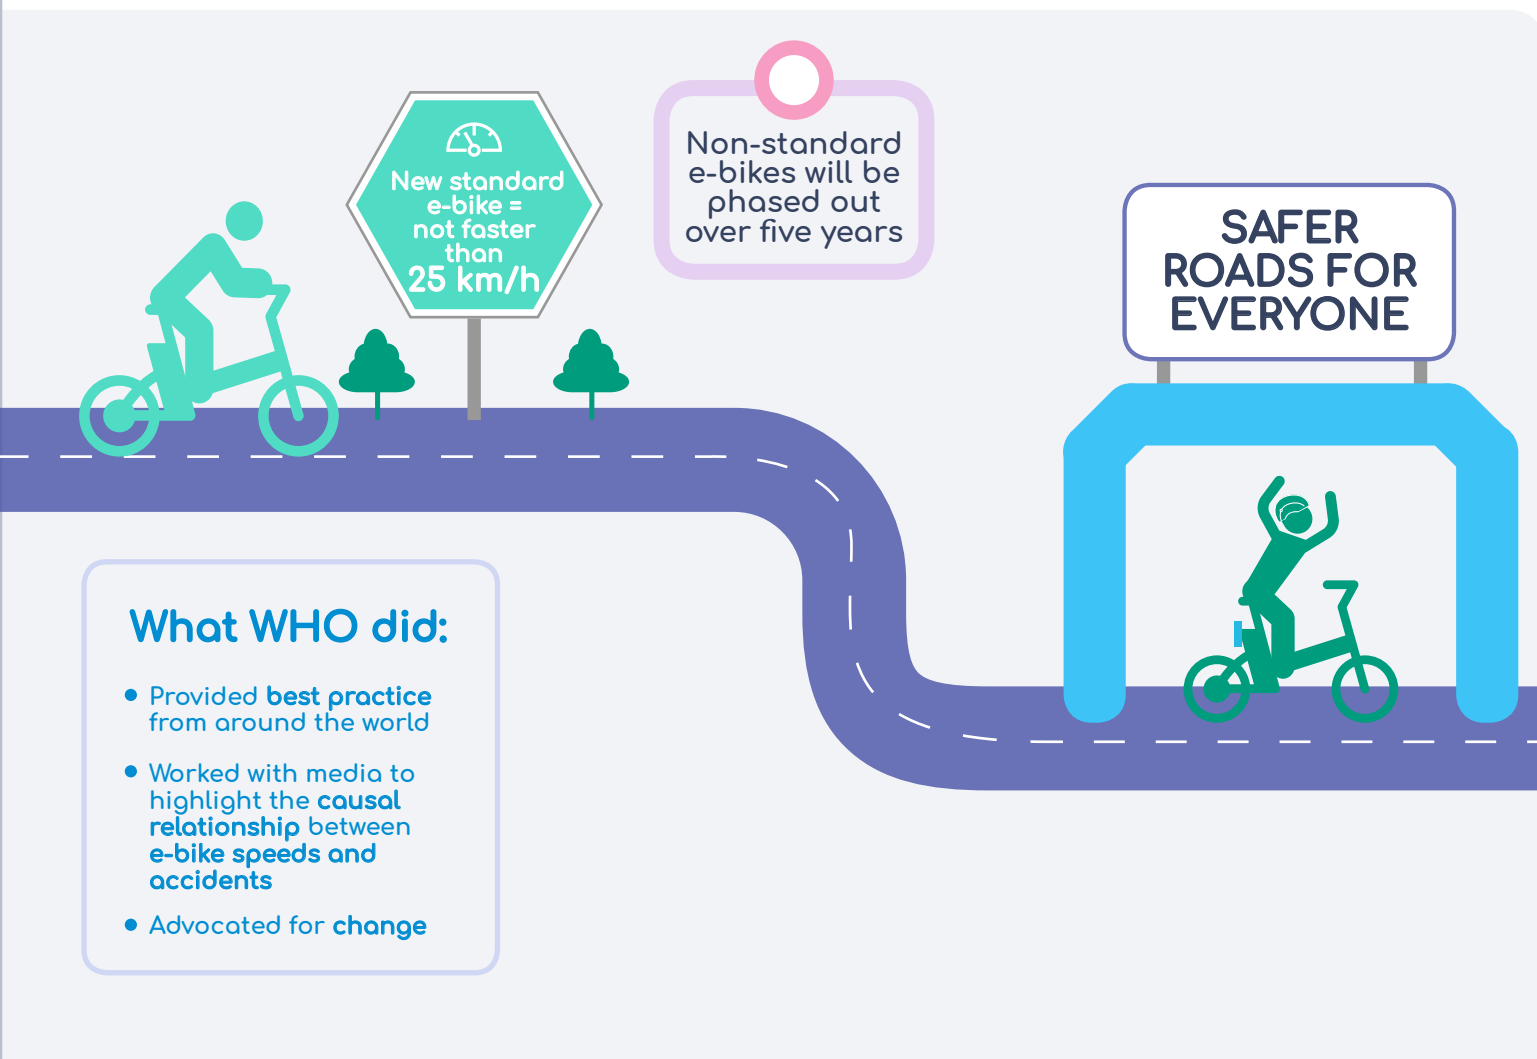 New standard
e-bike =
not faster
than
25 km/h
Non-standard
e-bikes will be
phased out
over five years
SAFER
ROADS FOR
EVERYONE
What WHO did:
• Provided best practice
from around the world
• Worked with media to
highlight the causal
relationship between
e-bike speeds and
accidents
• Advocated for change